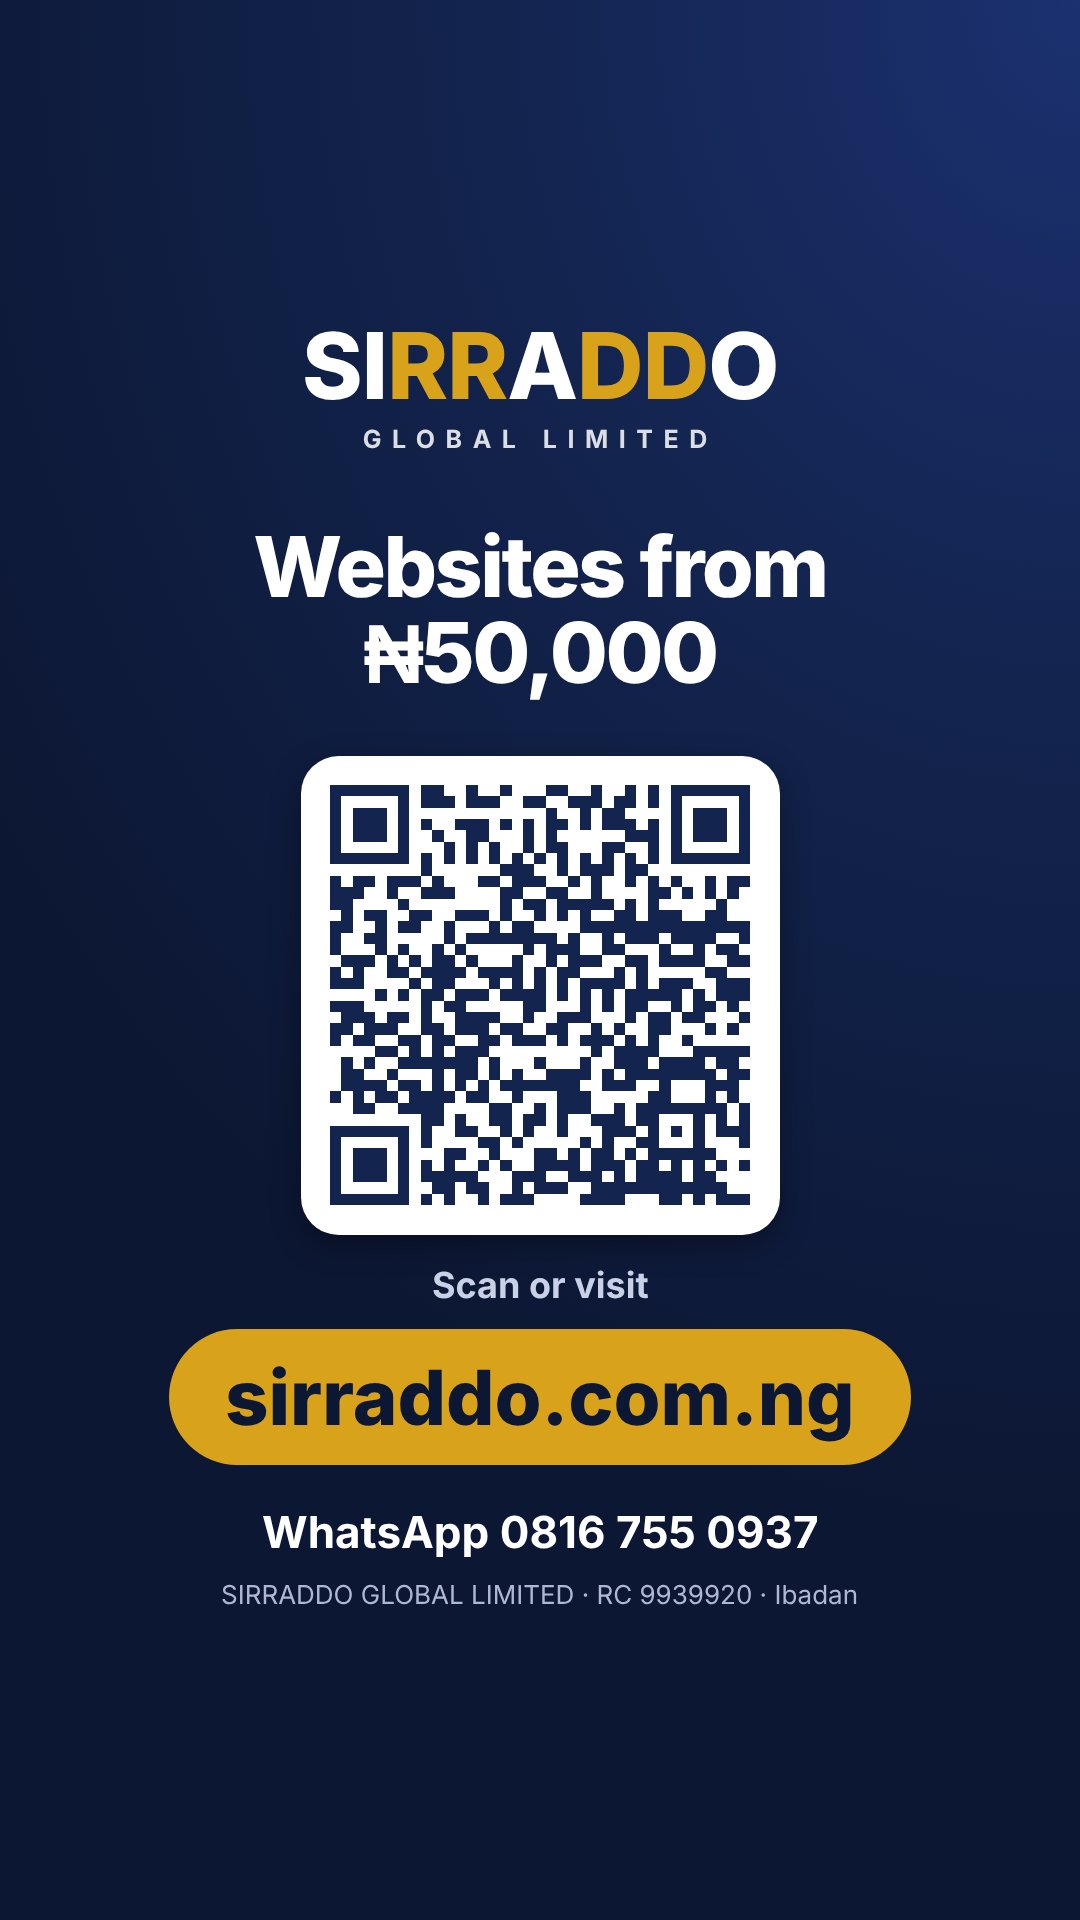 SIRRADDO
GLOBAL LIMITED
Websites from
₦50,000
Scan or visit
sirraddo.com.ng
WhatsApp 0816 755 0937
SIRRADDO GLOBAL LIMITED · RC 9939920 · Ibadan